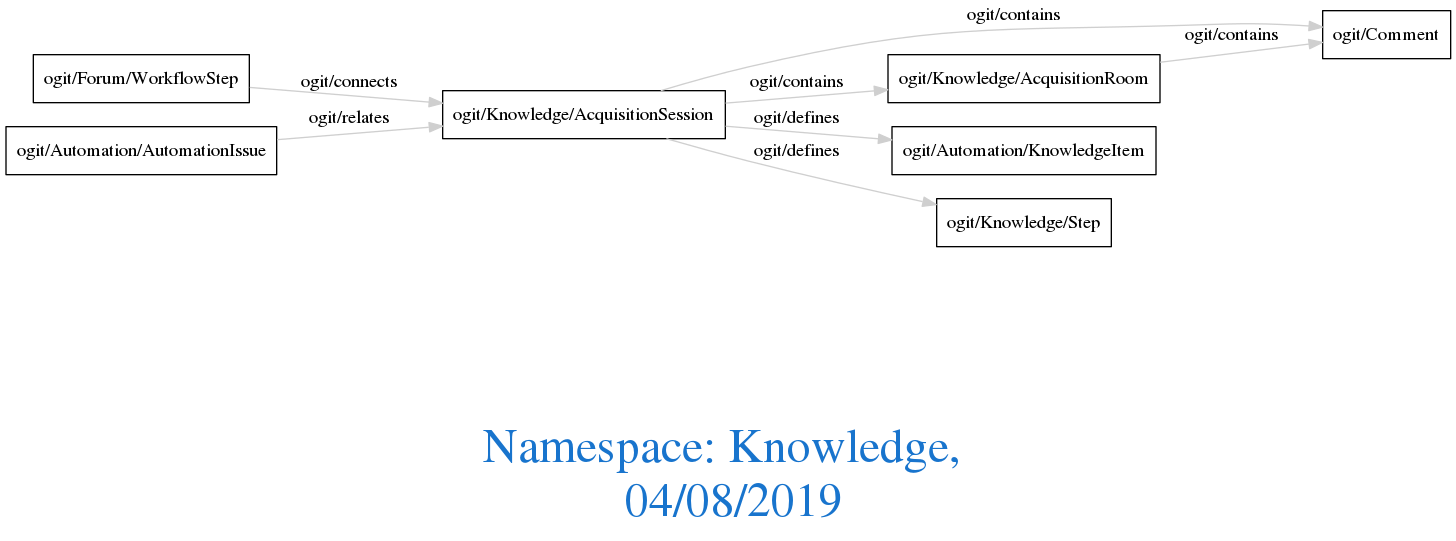 ogit/contains
ogit/Comment
ogit/contains
ogit/Forum/WorkflowStep
ogit/connects
ogit/contains
ogit/Knowledge/AcquisitionRoom
ogit/Knowledge/AcquisitionSession
ogit/relates
ogit/defines
ogit/Automation/AutomationIssue
ogit/defines
ogit/Automation/KnowledgeItem
ogit/Knowledge/Step
Namespace: Knowledge,
04/08/2019